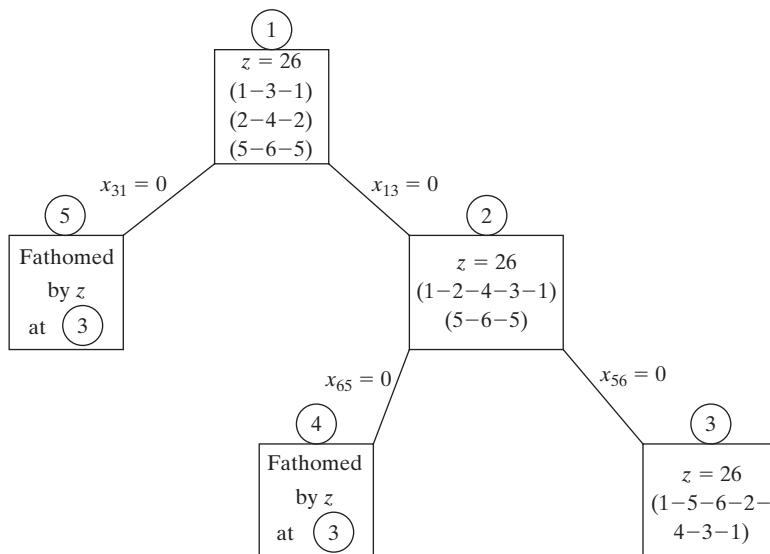 1
z = 26
(1−3−1)
(2−4−2)
(5−6−5)
x₃₁ = 0
x₁₃ = 0
5
Fathomed
by z
at 3
2
z = 26
(1−2−4−3−1)
(5−6−5)
x₆₅ = 0
x₅₆ = 0
4
Fathomed
by z
at 3
3
z = 26
(1−5−6−2−
4−3−1)